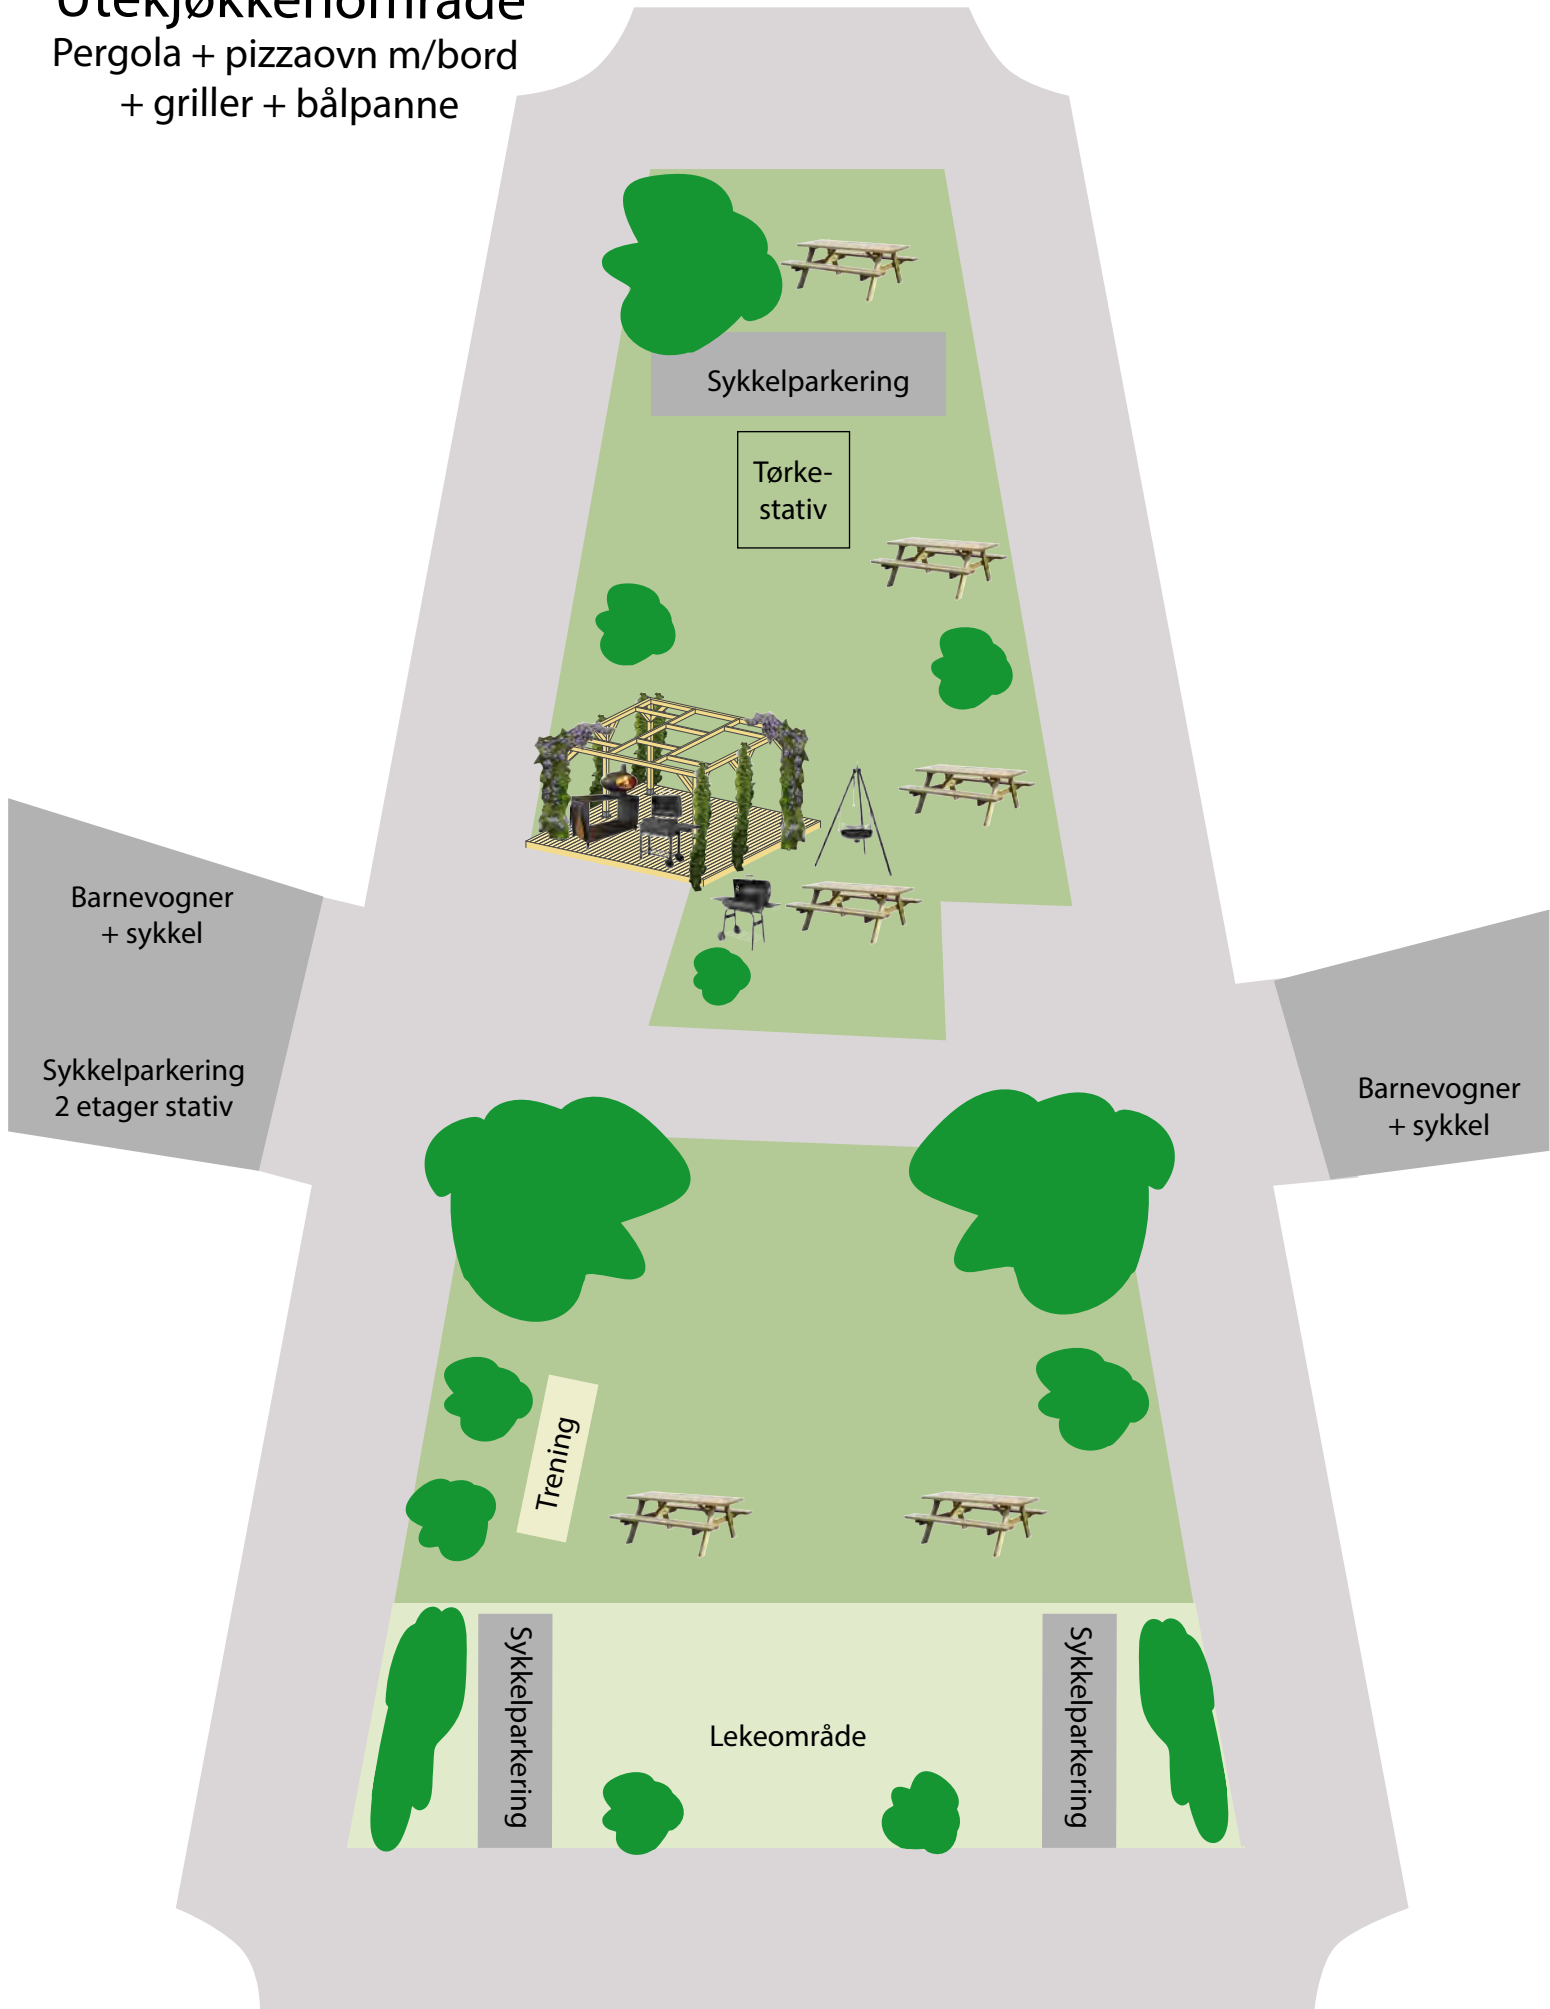 Utekjøkkenområde
Pergola + pizzaovn m/bord
+ griller + bålpanne
Sykkelparkering
Tørke-
stativ
Barnevogner
+ sykkel
Sykkelparkering
2 etager stativ
Barnevogner
+ sykkel
Trening
Sykkelparkering
Lekeområde
Sykkelparkering